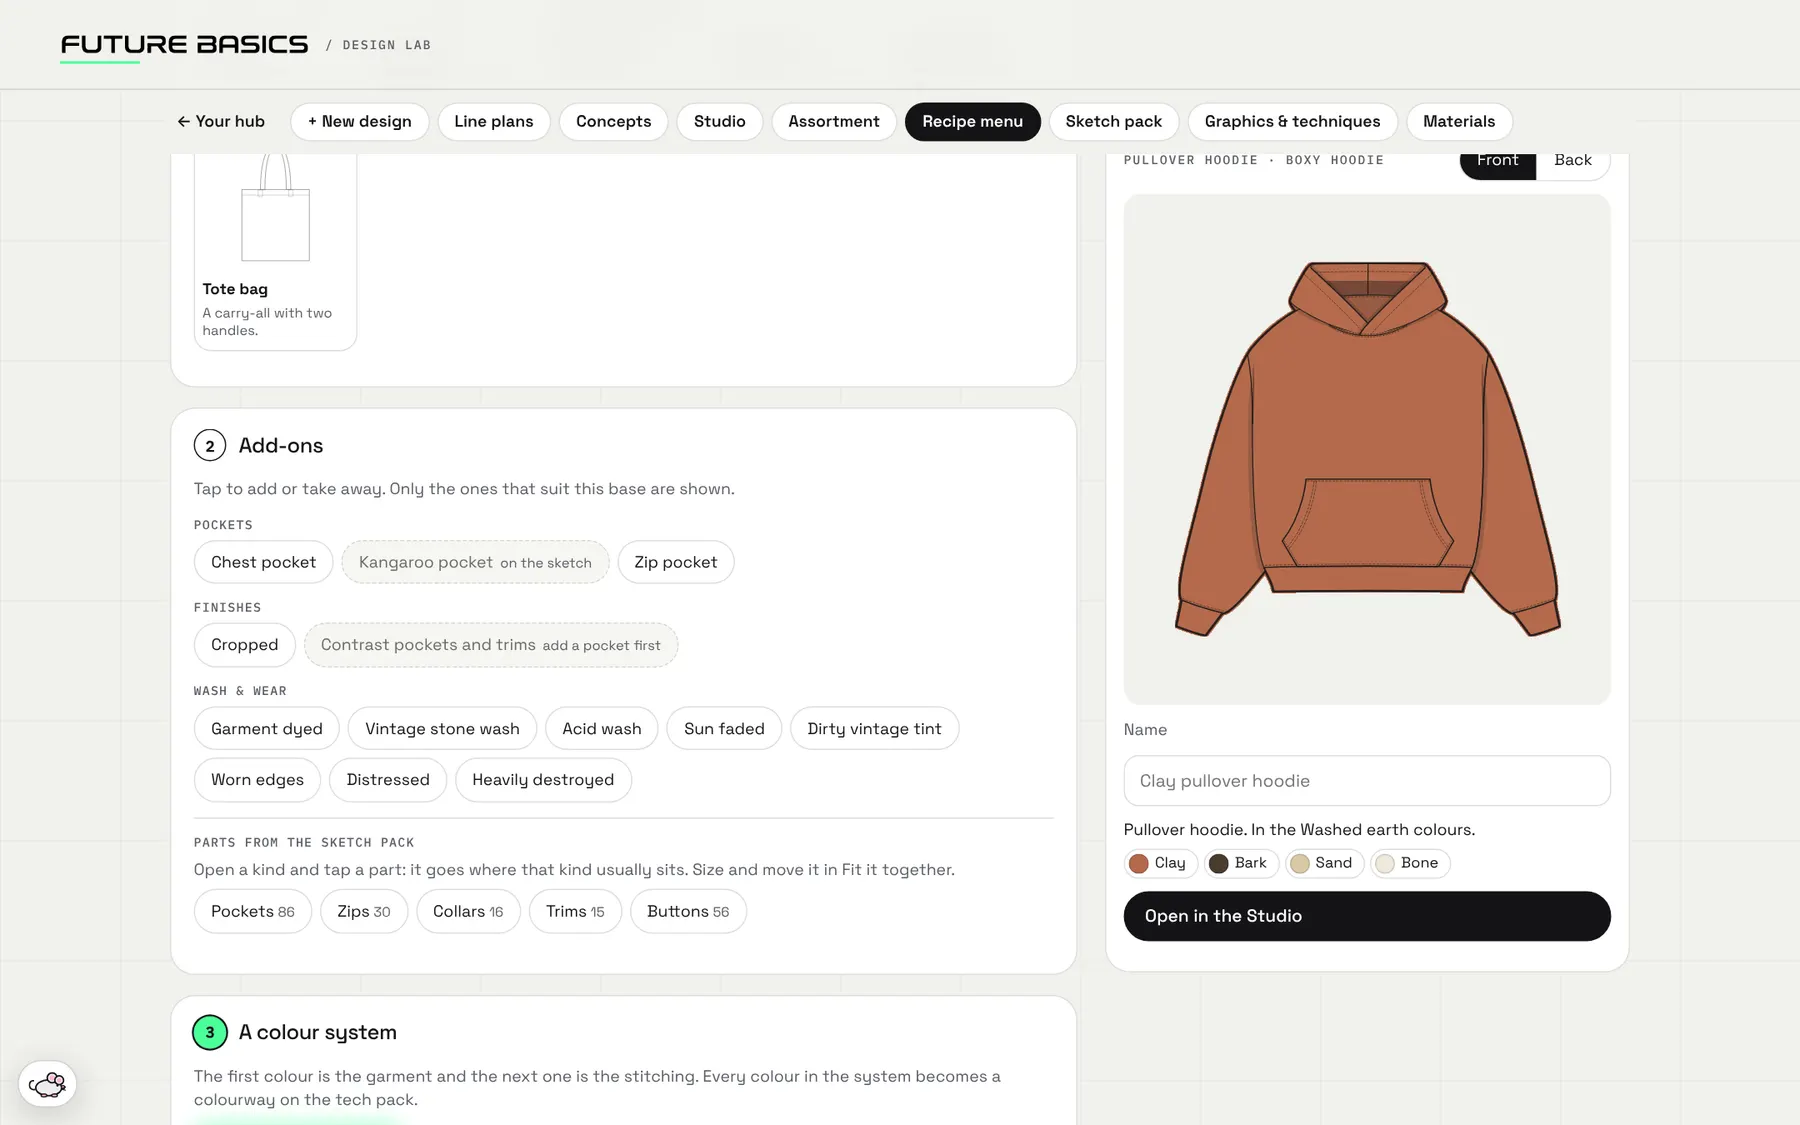 FUTURE BASICS / DESIGN LAB
← Your hub + New design Line plans Concepts Studio Assortment Recipe menu Sketch pack Graphics & techniques Materials
Tote bag
A carry-all with two
handles.
2 Add-ons
Tap to add or take away. Only the ones that suit this base are shown.
POCKETS
Chest pocket Kangaroo pocket on the sketch Zip pocket
FINISHES
Cropped Contrast pockets and trims add a pocket first
WASH & WEAR
Garment dyed Vintage stone wash Acid wash Sun faded Dirty vintage tint
Worn edges Distressed Heavily destroyed
PARTS FROM THE SKETCH PACK
Open a kind and tap a part: it goes where that kind usually sits. Size and move it in Fit it together.
Pockets 86 Zips 30 Collars 16 Trims 15 Buttons 56
3 A colour system
The first colour is the garment and the next one is the stitching. Every colour in the system becomes a
colourway on the tech pack.
PULLOVER HOODIE · BOXY HOODIE Front Back
Name
Clay pullover hoodie
Pullover hoodie. In the Washed earth colours.
Clay Bark Sand Bone
Open in the Studio